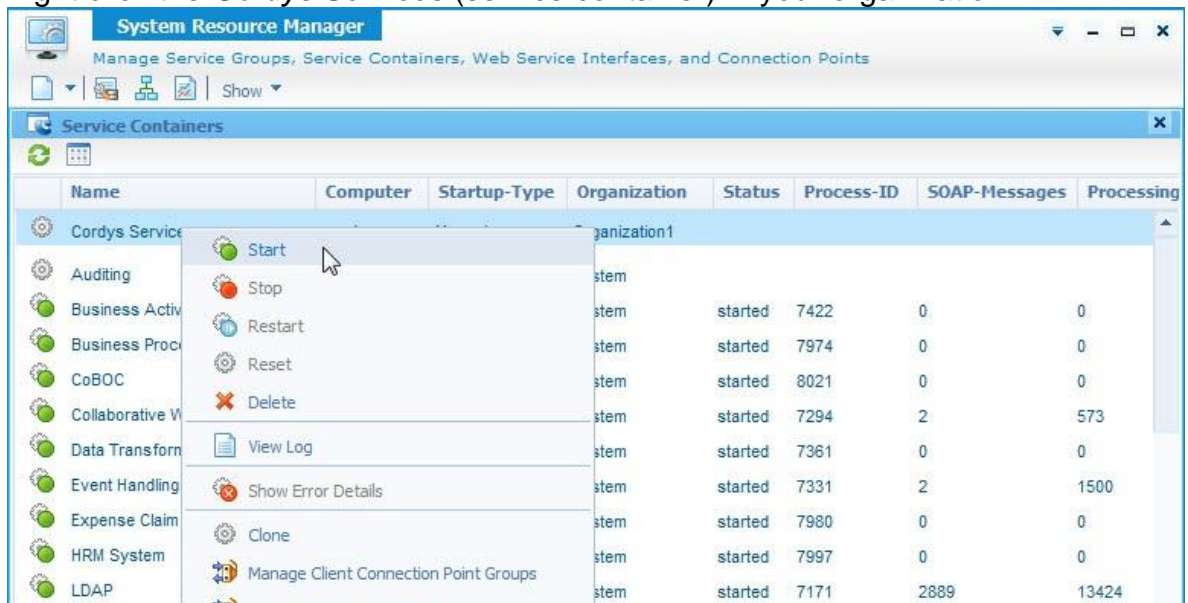 System Resource Manager
Manage Service Groups, Service Containers, Web Service Interfaces, and Connection Points
Show
Service Containers
Name Computer Startup-Type Organization Status Process-ID SOAP-Messages Processing
Cordys Service Organization1
Start
Auditing stem
Stop
Business Activ stem started 7422 0 0
Restart
Business Proce stem started 7974 0 0
Reset
CoBOC stem started 8021 0 0
Delete
Collaborative W stem started 7294 2 573
View Log
Data Transform stem started 7361 0 0
Event Handling stem started 7331 2 1500
Show Error Details
Expense Claim stem started 7980 0 0
Clone
HRM System stem started 7997 0 0
Manage Client Connection Point Groups
LDAP stem started 7171 2889 13424